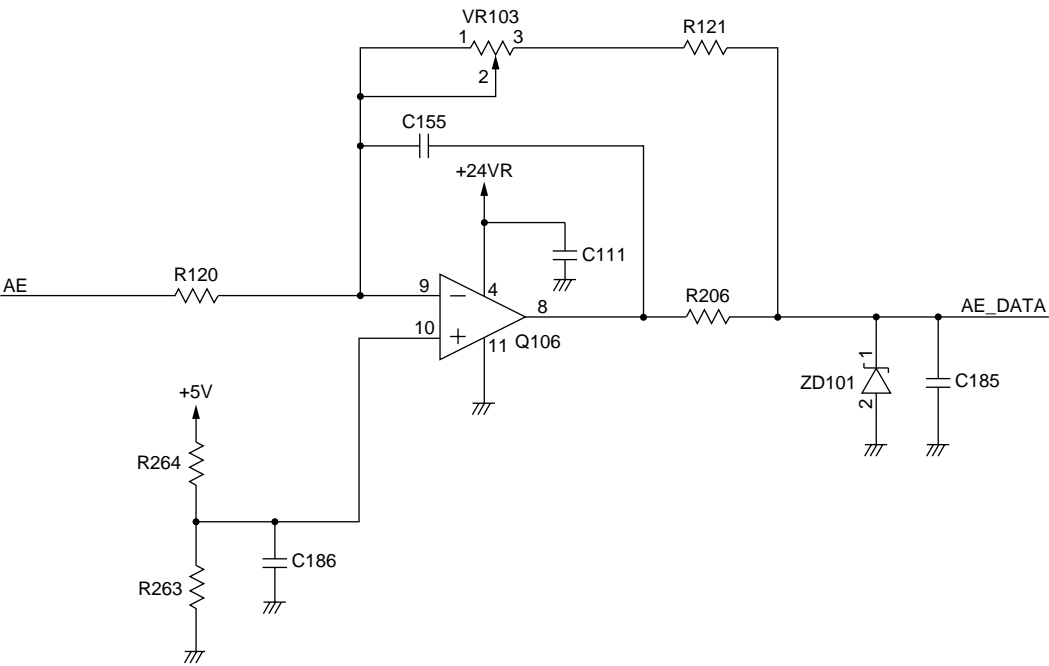 VR103
1 3
R121
2
C155
+24VR
C111
AE
R120
9
4
R206
8
AE_DATA
10
Q106
11
1
ZD101
C185
2
+5V
R264
C186
R263